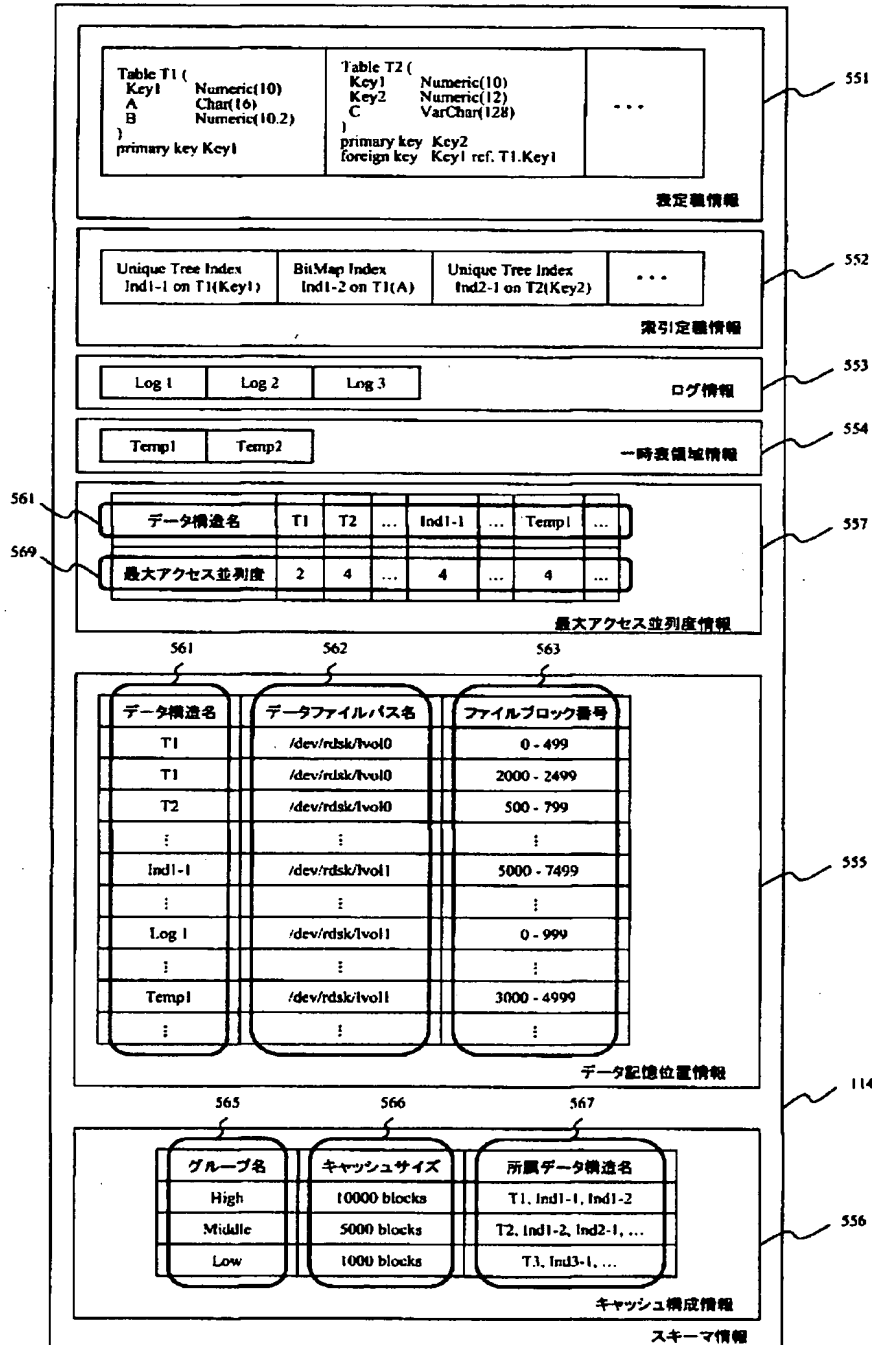 Table T1 (
Key1 Numeric(10)
A Char(16)
B Numeric(10.2)
)
primary key Key1
Table T2 (
Key1 Numeric(10)
Key2 Numeric(12)
C VarChar(128)
)
primary key Key2
foreign key Key1 ref. T1.Key1
...
表定義情報
551
Unique Tree Index
Ind1-1 on T1(Key1)
BitMap Index
Ind1-2 on T1(A)
Unique Tree Index
Ind2-1 on T2(Key2)
...
索引定義情報
552
Log 1 Log 2 Log 3
ログ情報
553
Temp1 Temp2
一時表領域情報
554
561
データ構造名 T1 T2 ... Ind1-1 ... Temp1 ...
569
最大アクセス並列度 2 4 ... 4 ... 4 ...
最大アクセス並列度情報
557
561 562 563
データ構造名 データファイルパス名 ファイルブロック番号
T1 /dev/rdsk/lvol0 0 - 499
T1 /dev/rdsk/lvol0 2000 - 2499
T2 /dev/rdsk/lvol0 500 - 799
⋮ ⋮ ⋮
Ind1-1 /dev/rdsk/lvol1 5000 - 7499
⋮ ⋮ ⋮
Log 1 /dev/rdsk/lvol1 0 - 999
⋮ ⋮ ⋮
Temp1 /dev/rdsk/lvol1 3000 - 4999
⋮ ⋮ ⋮
データ記憶位置情報
555
114
565 566 567
グループ名 キャッシュサイズ 所属データ構造名
High 10000 blocks T1, Ind1-1, Ind1-2
Middle 5000 blocks T2, Ind1-2, Ind2-1, ...
Low 1000 blocks T3, Ind3-1, ...
キャッシュ構成情報
556
スキーマ情報